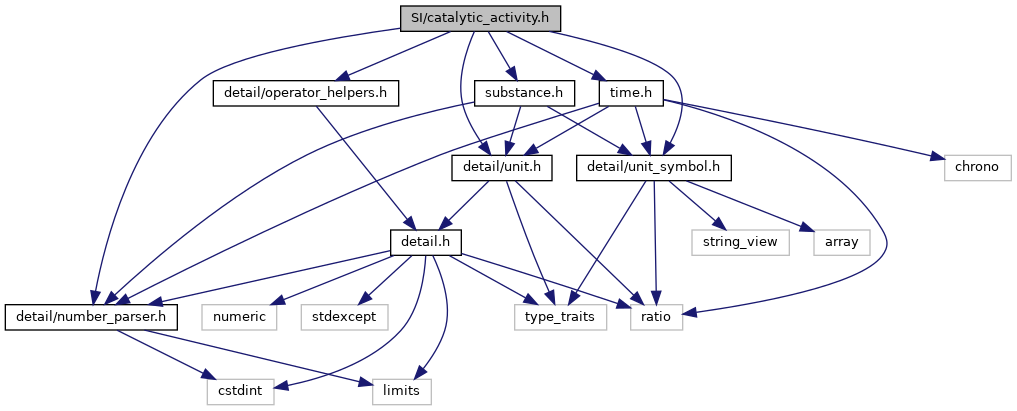 SI/catalytic_activity.h
detail/operator_helpers.h
substance.h
time.h
detail/unit.h
detail/unit_symbol.h
chrono
detail.h
string_view
array
detail/number_parser.h
numeric
stdexcept
type_traits
ratio
cstdint
limits